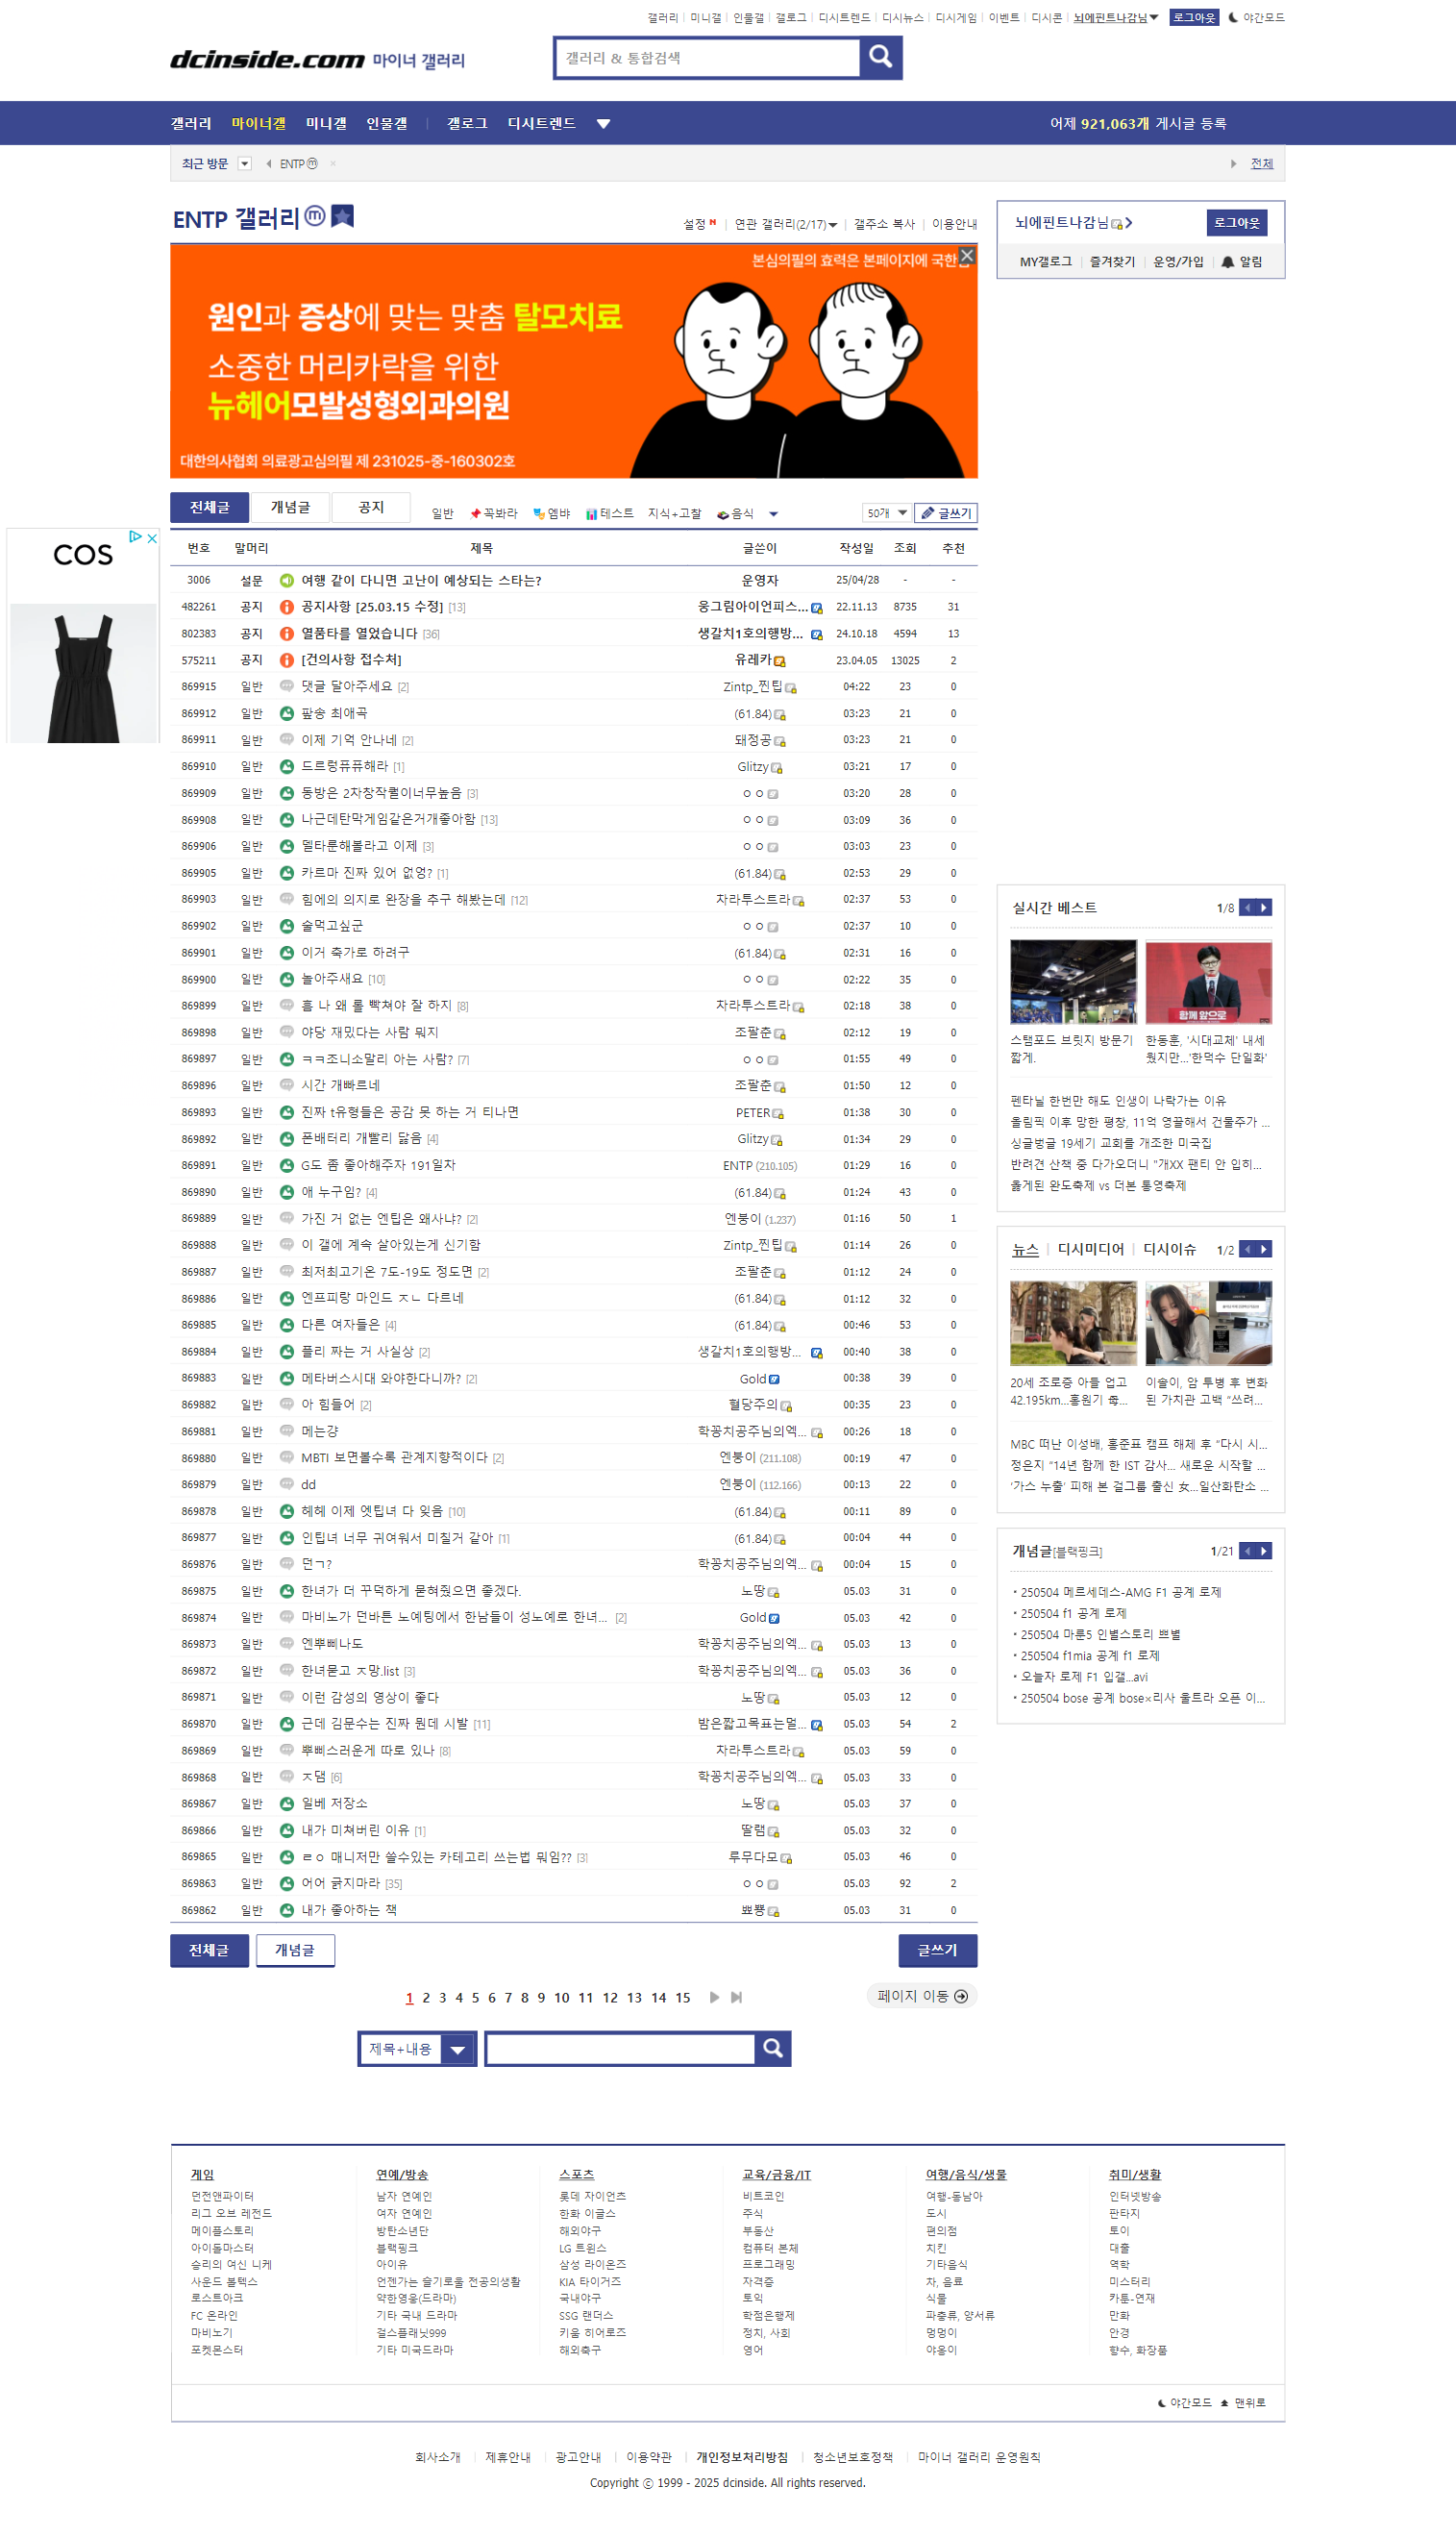 갤러리 미니갤 인물갤 갤로그 디시트렌드 디시뉴스 디시게임 이벤트 디시콘 뇌에핀트나감님 로그아웃 야간모드
dcinside.com 마이너 갤러리
갤러리 & 통합검색
갤러리 마이너갤 미니갤 인물갤 갤로그 디시트렌드 어제 921,063개 게시글 등록
최근 방문 ENTPⓜ × 전체
ENTP 갤러리 ⓜ
설정 N 연관 갤러리(2/17) 갤주소 복사 이용안내
뇌에핀트나감님 로그아웃
MY갤로그 즐겨찾기 운영/가입 알림
본심의필의 효력은 본페이지에 국한
원인과 증상에 맞는 맞춤 탈모치료
소중한 머리카락을 위한
뉴헤어모발성형외과의원
대한의사협회 의료광고심의필 제 231025-중-160302호
전체글 개념글 공지 일반 꼭봐라 엠뱌 테스트 지식+고찰 음식 50개 글쓰기
COS
번호 말머리 제목 글쓴이 작성일 조회 추천
3006 설문 여행 같이 다니면 고난이 예상되는 스타는? 운영자 25/04/28 - -
482261 공지 공지사항 [25.03.15 수정] [13] 웅그림아이언피스... 22.11.13 8735 31
802383 공지 열품타를 열었습니다 [36] 생갈치1호의행방... 24.10.18 4594 13
575211 공지 [건의사항 접수처] 유레카 23.04.05 13025 2
869915 일반 댓글 달아주세요 [2] Zintp_찐팁 04:22 23 0
869912 일반 팦송 최애곡 (61.84) 03:23 21 0
869911 일반 이제 기억 안나네 [2] 돼정공 03:23 21 0
869910 일반 드르렁퓨퓨해라 [1] Glitzy 03:21 17 0
869909 일반 동방은 2차창작퀄이너무높음 [3] ㅇㅇ 03:20 28 0
869908 일반 나근데탄막게임같은거개좋아함 [13] ㅇㅇ 03:09 36 0
869906 일반 델타룬해볼라고 이제 [3] ㅇㅇ 03:03 23 0
869905 일반 카르마 진짜 있어 없엉? [1] (61.84) 02:53 29 0
869903 일반 힘에의 의지로 완장을 추구 해봤는데 [12] 차라투스트라 02:37 53 0
869902 일반 술먹고싶군 ㅇㅇ 02:37 10 0
869901 일반 이거 축가로 하려구 (61.84) 02:31 16 0
869900 일반 놀아주새요 [10] ㅇㅇ 02:22 35 0
869899 일반 흠 나 왜 롤 빡쳐야 잘 하지 [8] 차라투스트라 02:18 38 0
869898 일반 야당 재밌다는 사람 뭐지 조팔춘 02:12 19 0
869897 일반 ㅋㅋ조니소말리 아는 사람? [7] ㅇㅇ 01:55 49 0
869896 일반 시간 개빠르네 조팔춘 01:50 12 0
869893 일반 진짜 t유형들은 공감 못 하는 거 티나면 PETER 01:38 30 0
869892 일반 폰배터리 개빨리 닳음 [4] Glitzy 01:34 29 0
869891 일반 G도 좀 좋아해주자 191일차 ENTP (210.105) 01:29 16 0
869890 일반 얘 누구임? [4] (61.84) 01:24 43 0
869889 일반 가진 거 없는 엔팁은 왜사냐? [2] 엔붕이 (1.237) 01:16 50 1
869888 일반 이 갤에 계속 살아있는게 신기함 Zintp_찐팁 01:14 26 0
869887 일반 최저최고기온 7도-19도 정도면 [2] 조팔춘 01:12 24 0
869886 일반 엔프피랑 마인드 ㅈㄴ 다르네 (61.84) 01:12 32 0
869885 일반 다른 여자들은 [4] (61.84) 00:46 53 0
869884 일반 플리 짜는 거 사실상 [2] 생갈치1호의행방... 00:40 38 0
869883 일반 메타버스시대 와야한다니까? [2] Gold 00:38 39 0
869882 일반 아 힘들어 [2] 혈당주의 00:35 23 0
869881 일반 메는걍 학꽁치공주님의엑... 00:26 18 0
869880 일반 MBTI 보면볼수록 관계지향적이다 [2] 엔붕이 (211.108) 00:19 47 0
869879 일반 dd 엔붕이 (112.166) 00:13 22 0
869878 일반 헤헤 이제 엣팁녀 다 잊음 [10] (61.84) 00:11 89 0
869877 일반 인팁녀 너무 귀여워서 미칠거 같아 [1] (61.84) 00:04 44 0
869876 일반 던ㄱ? 학꽁치공주님의엑... 00:04 15 0
869875 일반 한녀가 더 꾸덕하게 묻혀줬으면 좋겠다. 노땅 05.03 31 0
869874 일반 마비노가 던바튼 노예팅에서 한남들이 성노예로 한녀... [2] Gold 05.03 42 0
869873 일반 엔뿌삐나도 학꽁치공주님의엑... 05.03 13 0
869872 일반 한녀묻고 ㅈ망.list [3] 학꽁치공주님의엑... 05.03 36 0
869871 일반 이런 감성의 영상이 좋다 노땅 05.03 12 0
869870 일반 근데 김문수는 진짜 뭔데 시발 [11] 밤은짧고목표는멀... 05.03 54 2
869869 일반 뿌삐스러운게 따로 있나 [8] 차라투스트라 05.03 59 0
869868 일반 ㅈ댐 [6] 학꽁치공주님의엑... 05.03 33 0
869867 일반 일베 저장소 노땅 05.03 37 0
869866 일반 내가 미쳐버린 이유 [1] 딸램 05.03 32 0
869865 일반 ㄹㅇ 매니저만 쓸수있는 카테고리 쓰는법 뭐임?? [3] 루무다모 05.03 46 0
869863 일반 어어 긁지마라 [35] ㅇㅇ 05.03 92 2
869862 일반 내가 좋아하는 책 뾰뿅 05.03 31 0
실시간 베스트 1/8
스탬포드 브릿지 방문기 짧게.
한동훈, '시대교체' 내세웠지만...'한덕수 단일화'
펜타닐 한번만 해도 인생이 나락가는 이유
올림픽 이후 망한 평창, 11억 영끌해서 건물주가 ...
싱글벙글 19세기 교회를 개조한 미국집
반려견 산책 중 다가오더니 "개XX 팬티 안 입히...
옳게된 완도축제 vs 더본 통영축제
뉴스 디시미디어 디시이슈 1/2
20세 조로증 아들 업고 42.195km...홍원기 母...
이솔이, 암 투병 후 변화된 가치관 고백 "쓰려...
MBC 떠난 이성배, 홍준표 캠프 해체 후 "다시 시...
정은지 "14년 함께 한 IST 감사... 새로운 시작할 ...
'가스 누출' 피해 본 걸그룹 출신 女...일산화탄소 ...
개념글[블랙핑크] 1/21
· 250504 메르세데스-AMG F1 공계 로제
· 250504 f1 공계 로제
· 250504 마룬5 인별스토리 쁘별
· 250504 f1mia 공계 f1 로제
· 오늘자 로제 F1 입갤...avi
· 250504 bose 공계 bose×리사 울트라 오픈 이...
전체글 개념글 글쓰기
1 2 3 4 5 6 7 8 9 10 11 12 13 14 15 페이지 이동
제목+내용
게임 연예/방송 스포츠 교육/금융/IT 여행/음식/생물 취미/생활
던전앤파이터 남자 연예인 롯데 자이언츠 비트코인 여행-동남아 인터넷방송
리그 오브 레전드 여자 연예인 한화 이글스 주식 도시 판타지
메이플스토리 방탄소년단 해외야구 부동산 편의점 토이
아이돌마스터 블랙핑크 LG 트윈스 컴퓨터 본체 치킨 대출
승리의 여신 니케 아이유 삼성 라이온즈 프로그래밍 기타음식 역학
사운드 볼텍스 언젠가는 슬기로울 전공의생활 KIA 타이거즈 자격증 차, 음료 미스터리
로스트아크 약한영웅(드라마) 국내야구 토익 식물 카툰-연재
FC 온라인 기타 국내 드라마 SSG 랜더스 학점은행제 파충류, 양서류 만화
마비노기 걸스플래닛999 키움 히어로즈 정치, 사회 멍멍이 안경
포켓몬스터 기타 미국드라마 해외축구 영어 야옹이 향수, 화장품
야간모드 맨위로
회사소개 제휴안내 광고안내 이용약관 개인정보처리방침 청소년보호정책 마이너 갤러리 운영원칙
Copyright ⓒ 1999 - 2025 dcinside. All rights reserved.